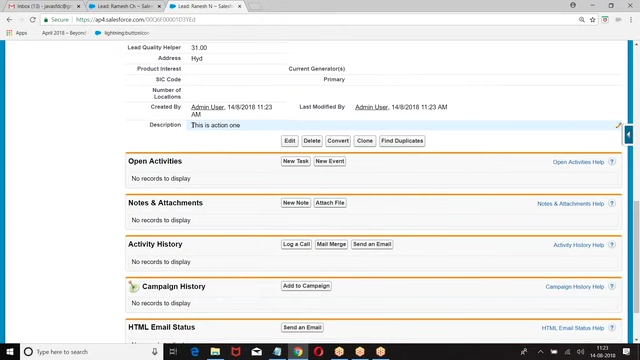 Inbox (7) - javasfdc@gm
Lead: Ramesh Ch ~ Salesf
Lead: Ramesh N ~ Salesfo
Secure
https://ap4.salesforce.com/00Q6F00001D3YEd
Apps
April 2018 – Beyond
lightning:buttonIcon
Lead Quality Helper 31.00
Address Hyd
Product Interest Current Generator(s)
SIC Code Primary
Number of
Locations
Created By Admin User, 14/8/2018 11:23
AM
Last Modified By Admin User, 14/8/2018 11:23 AM
Description This is action one
Edit Delete Convert Clone Find Duplicates
Open Activities New Task New Event Open Activities Help ?
No records to display
Notes & Attachments New Note Attach File Notes & Attachments Help ?
No records to display
Activity History Log a Call Mail Merge Send an Email Activity History Help ?
No records to display
Campaign History Add to Campaign Campaign History Help ?
No records to display
HTML Email Status Send an Email HTML Email Status Help ?
No records to display
Type here to search
11:23
14-08-2018